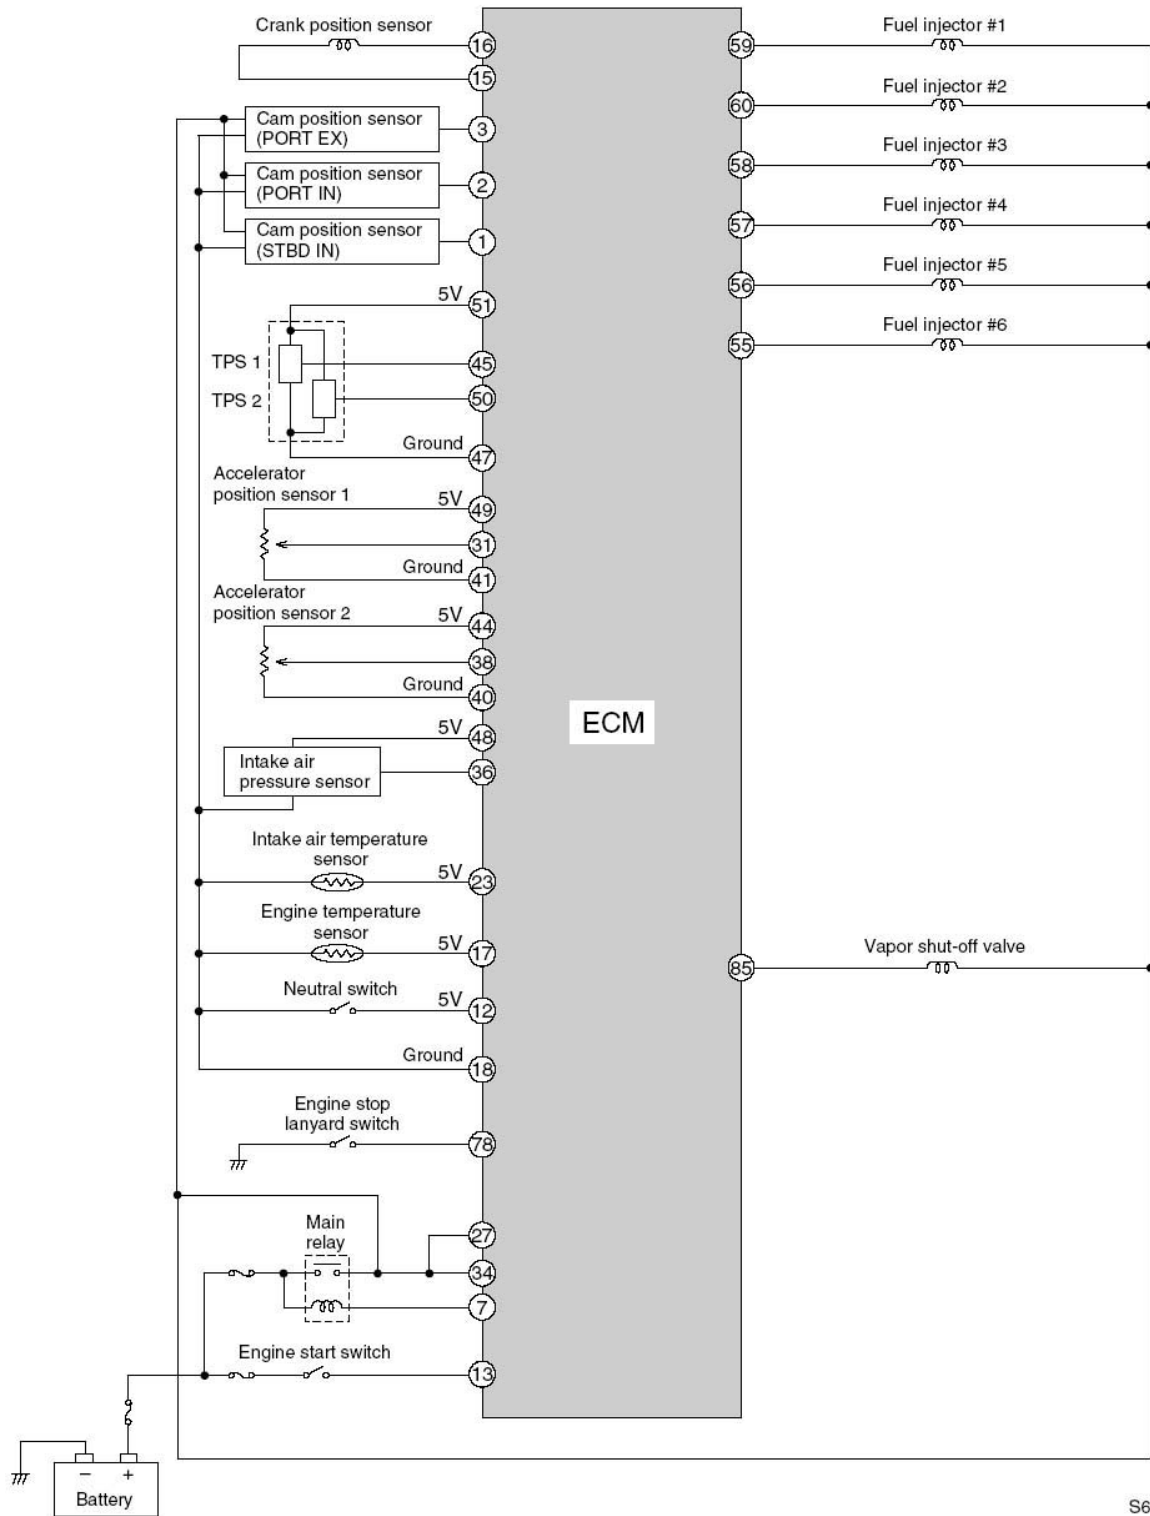 Crank position sensor
16
15
Cam position sensor
(PORT EX)
3
Cam position sensor
(PORT IN)
2
Cam position sensor
(STBD IN)
1
5V
51
TPS 1
45
TPS 2
50
Ground
47
Accelerator
position sensor 1
5V
49
31
Ground
41
Accelerator
position sensor 2
5V
44
38
Ground
40
5V
48
Intake air
pressure sensor
36
Intake air temperature
sensor
5V
23
Engine temperature
sensor
5V
17
Neutral switch
5V
12
Ground
18
Engine stop
lanyard switch
78
27
Main
relay
34
7
Engine start switch
13
− +
Battery
ECM
59
Fuel injector #1
60
Fuel injector #2
58
Fuel injector #3
57
Fuel injector #4
56
Fuel injector #5
55
Fuel injector #6
85
Vapor shut-off valve
S6